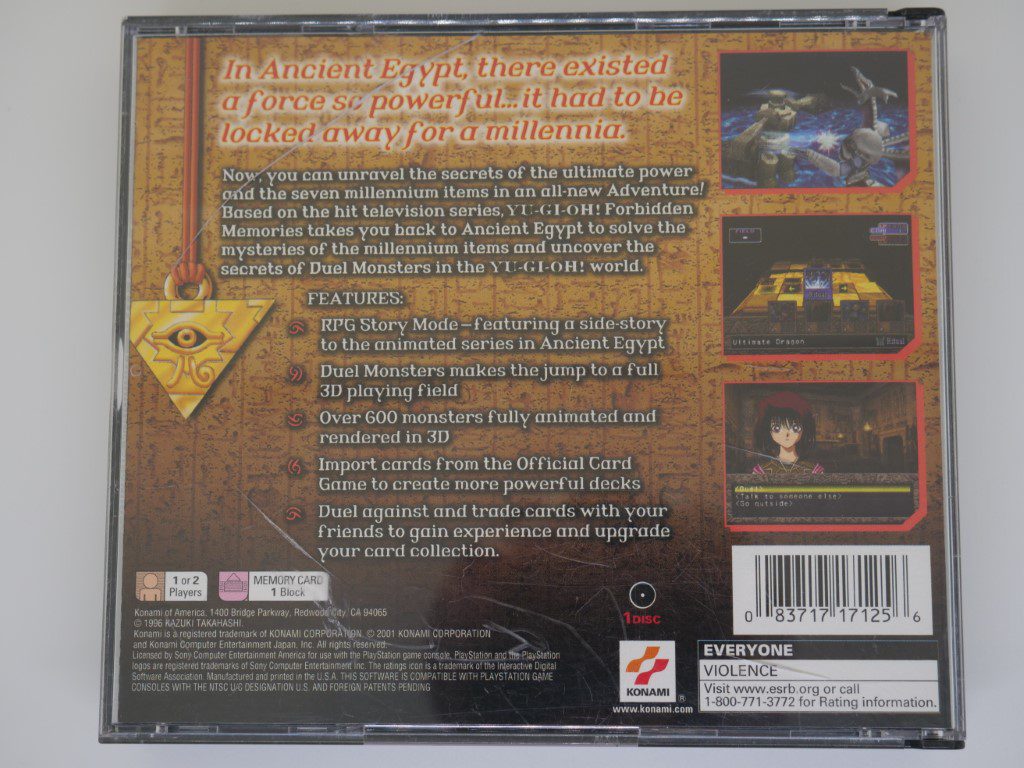 In Ancient Egypt, there existed
a force so powerful...it had to be
locked away for a millennia.
Now, you can unravel the secrets of the ultimate power
and the seven millennium items in an all-new Adventure!
Based on the hit television series, YU-GI-OH! Forbidden
Memories takes you back to Ancient Egypt to solve the
mysteries of the millennium items and uncover the
secrets of Duel Monsters in the YU-GI-OH! world.
FEATURES:
RPG Story Mode – featuring a side-story
to the animated series in Ancient Egypt
Duel Monsters makes the jump to a full
3D playing field
Over 600 monsters fully animated and
rendered in 3D
Import cards from the Official Card
Game to create more powerful decks
Duel against and trade cards with your
friends to gain experience and upgrade
your card collection.
FIELD
Ritual
Ultimate Dragon
Ritual
<Duel>
<Talk to someone else>
<Go outside>
1 or 2
Players
MEMORY CARD
1 Block
1 DISC
Konami of America, 1400 Bridge Parkway, Redwood City, CA 94065
© 1996 KAZUKI TAKAHASHI.
Konami is a registered trademark of KONAMI CORPORATION. © 2001 KONAMI CORPORATION
and Konami Computer Entertainment Japan, Inc. All rights reserved.
Licensed by Sony Computer Entertainment America for use with the PlayStation game console. PlayStation and the PlayStation
logos are registered trademarks of Sony Computer Entertainment Inc. The ratings icon is a trademark of the Interactive Digital
Software Association. Manufactured and printed in the U.S.A. THIS SOFTWARE IS COMPATIBLE WITH PLAYSTATION GAME
CONSOLES WITH THE NTSC U/C DESIGNATION. U.S. AND FOREIGN PATENTS PENDING
KONAMI
®
www.konami.com
0 83717 17125 6
EVERYONE
VIOLENCE
Visit www.esrb.org or call
1-800-771-3772 for Rating information.